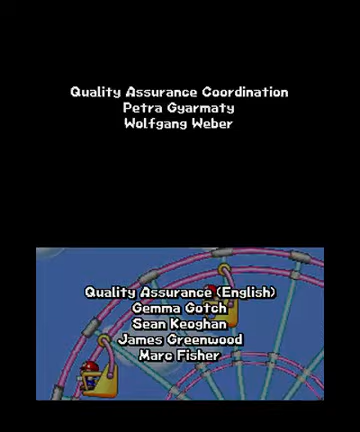 Quality Assurance Coordination
Petra Gyarmaty
Wolfgang Weber
Quality Assurance (English)
Gemma Gotch
Sean Keoghan
James Greenwood
Marc Fisher